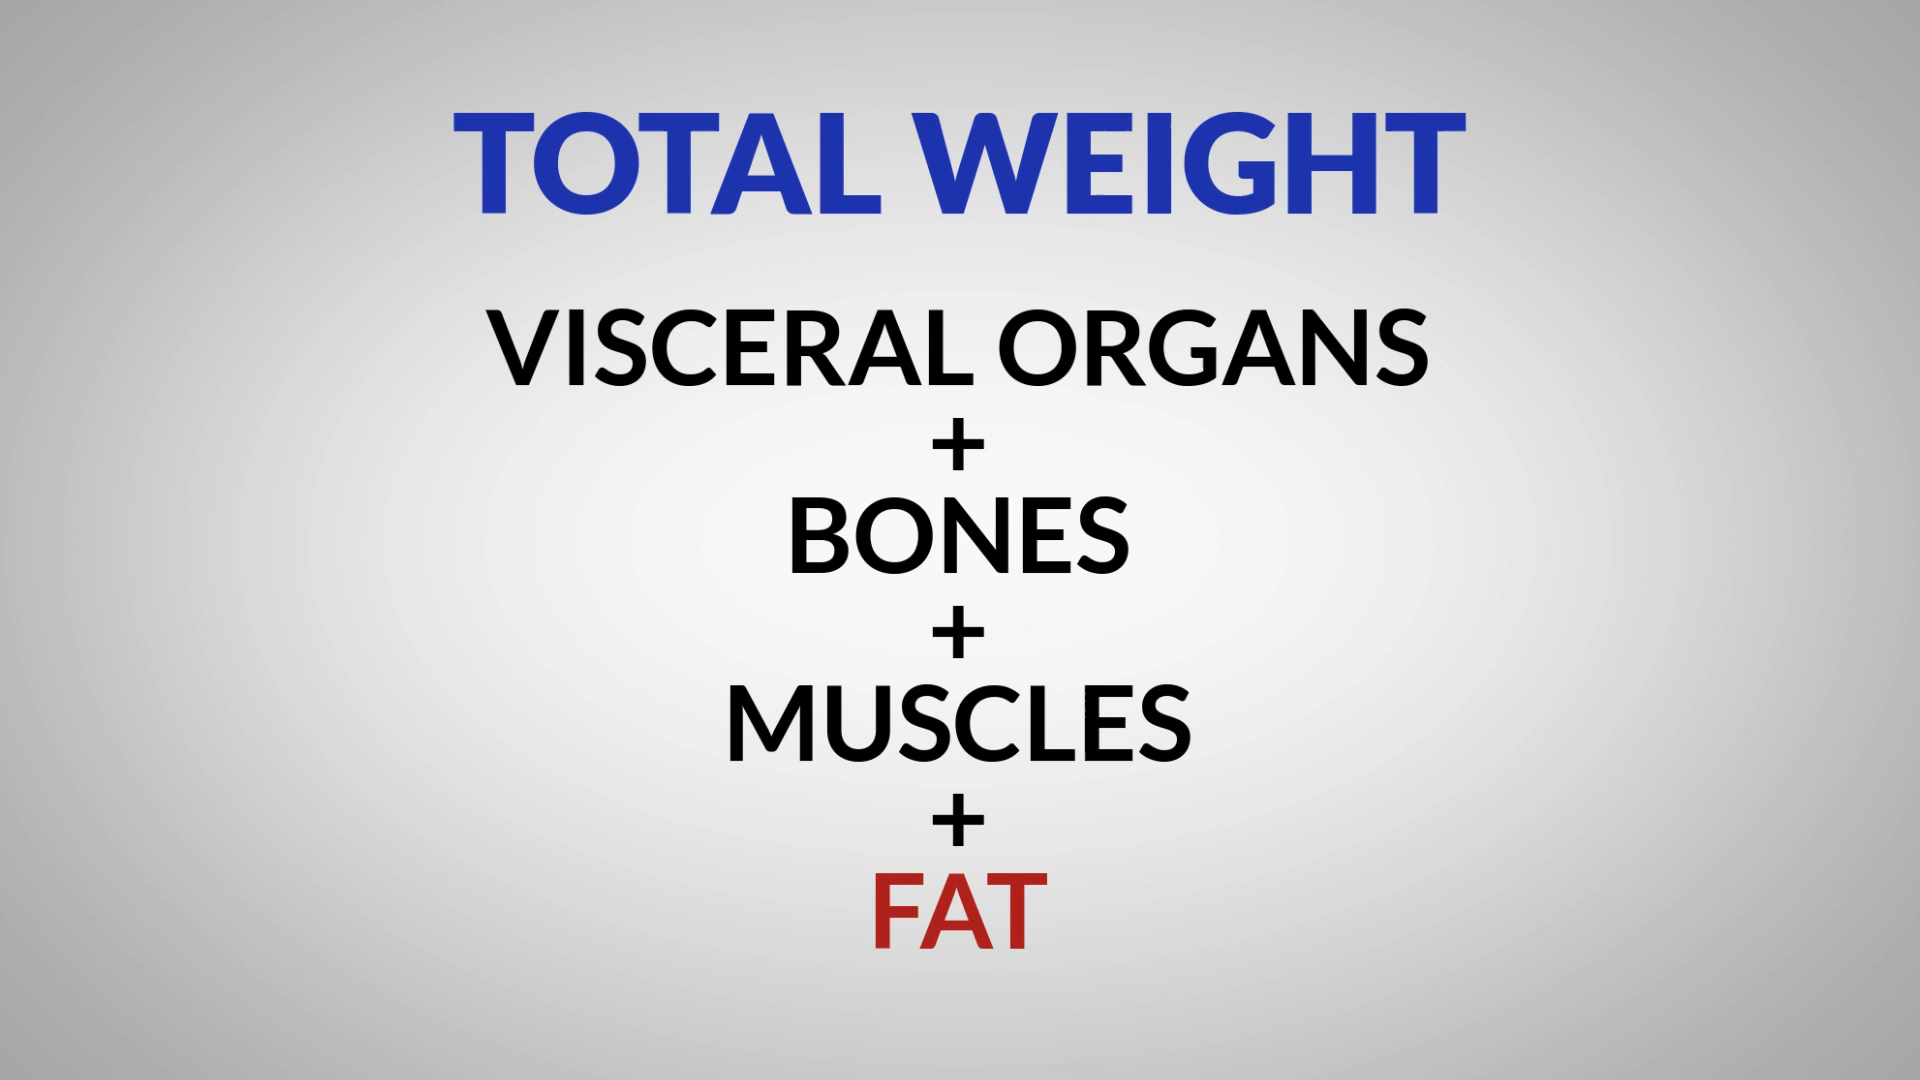 TOTAL WEIGHT
VISCERAL ORGANS
+
BONES
+
MUSCLES
+
FAT